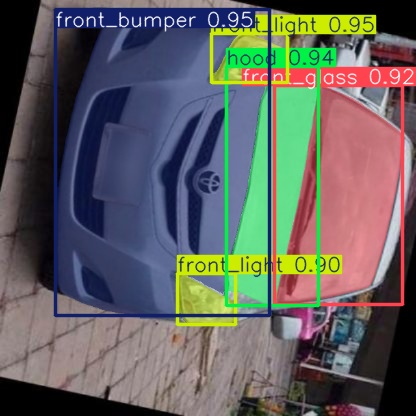 front_bumper 0.95
front_light 0.95
hood 0.94
front_glass 0.92
front_light 0.90